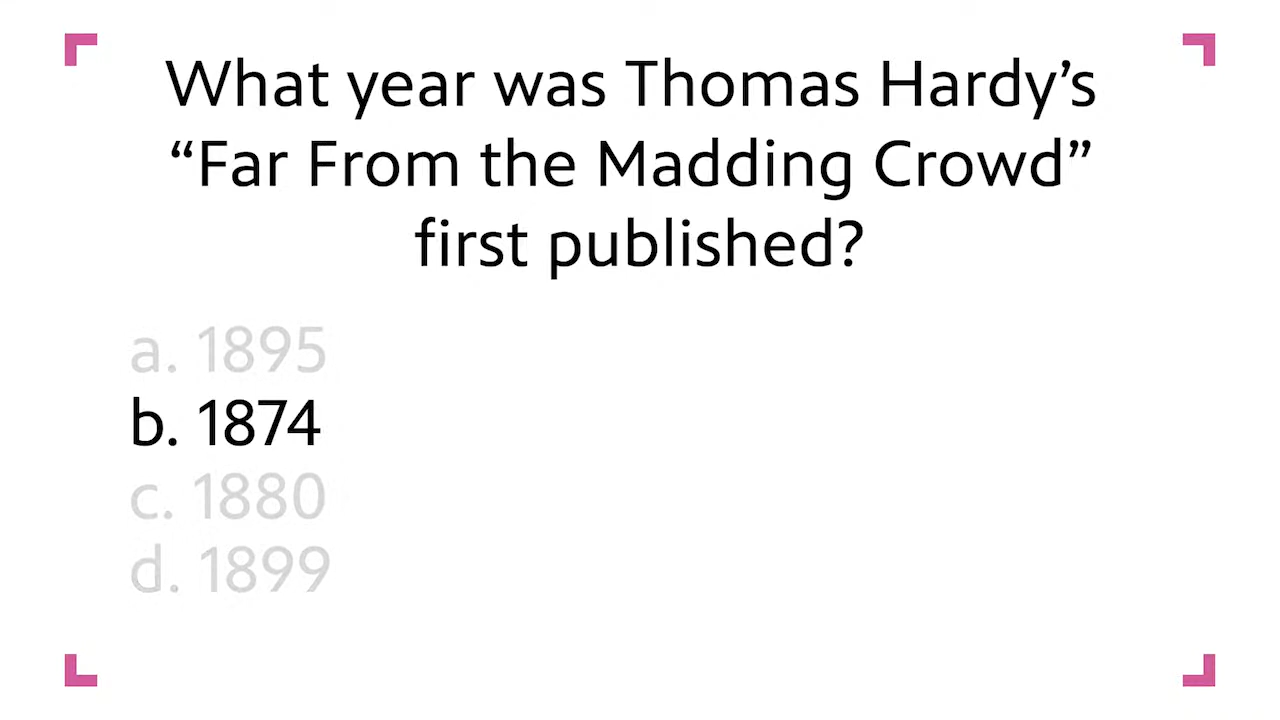 What year was Thomas Hardy’s
“Far From the Madding Crowd”
first published?
a. 1895
b. 1874
c. 1880
d. 1899